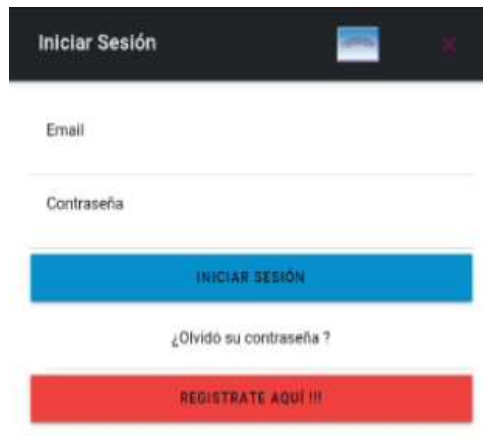 Iniciar Sesión
Email
Contraseña
INICIAR SESIÓN
¿Olvidó su contraseña ?
REGISTRATE AQUÍ !!!